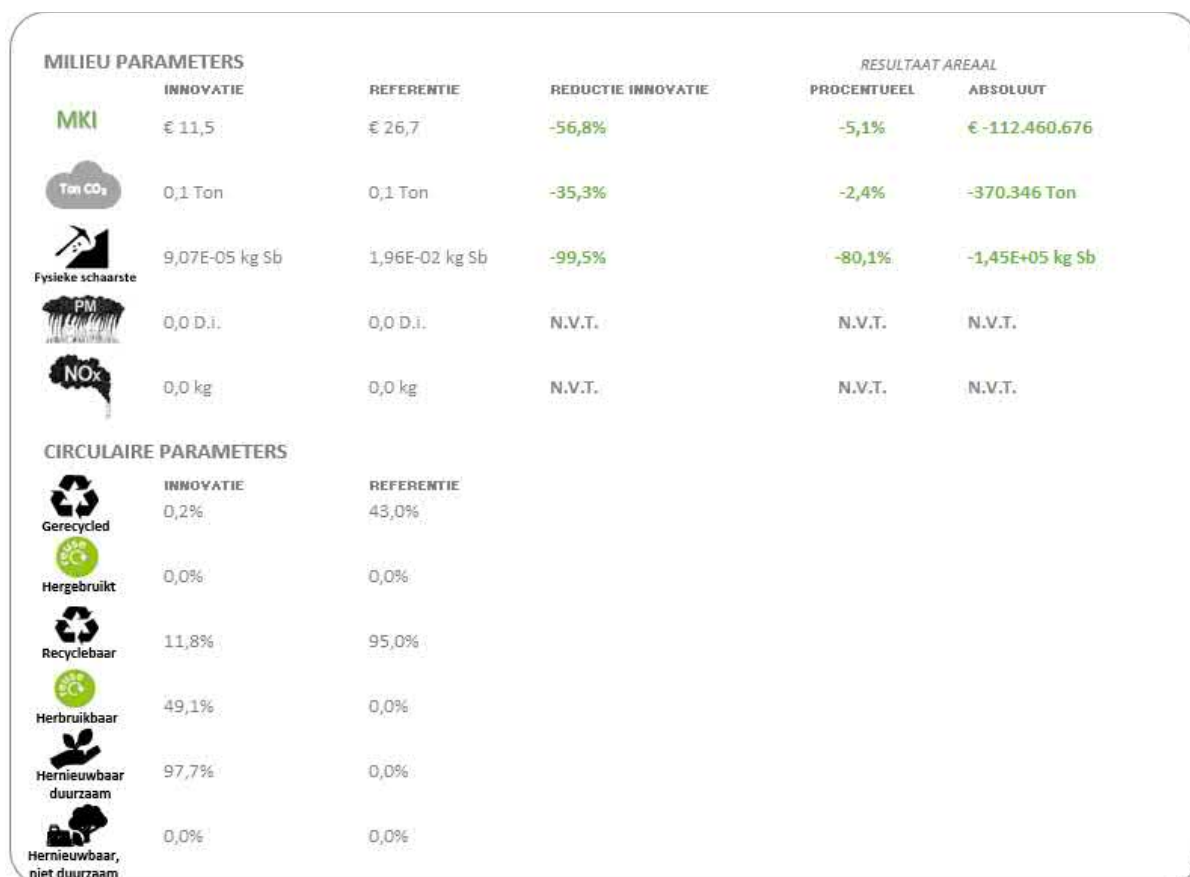 MILIEU PARAMETERS
RESULTAAT AREAAL
INNOVATIE REFERENTIE REDUCTIE INNOVATIE PROCENTUEEL ABSOLUUT
MKI € 11,5 € 26,7 -56,8% -5,1% € -112.460.676
Ton CO₂ 0,1 Ton 0,1 Ton -35,3% -2,4% -370.346 Ton
9,07E-05 kg Sb 1,96E-02 kg Sb -99,5% -80,1% -1,45E+05 kg Sb
Fysieke schaarste
PM 0,0 D.i. 0,0 D.i. N.V.T. N.V.T. N.V.T.
NOx 0,0 kg 0,0 kg N.V.T. N.V.T. N.V.T.
CIRCULAIRE PARAMETERS
INNOVATIE REFERENTIE
0,2% 43,0%
Gerecycled
reuse
0,0% 0,0%
Hergebruikt
11,8% 95,0%
Recyclebaar
reuse
49,1% 0,0%
Herbruikbaar
97,7% 0,0%
Hernieuwbaar
duurzaam
0,0% 0,0%
Hernieuwbaar,
niet duurzaam